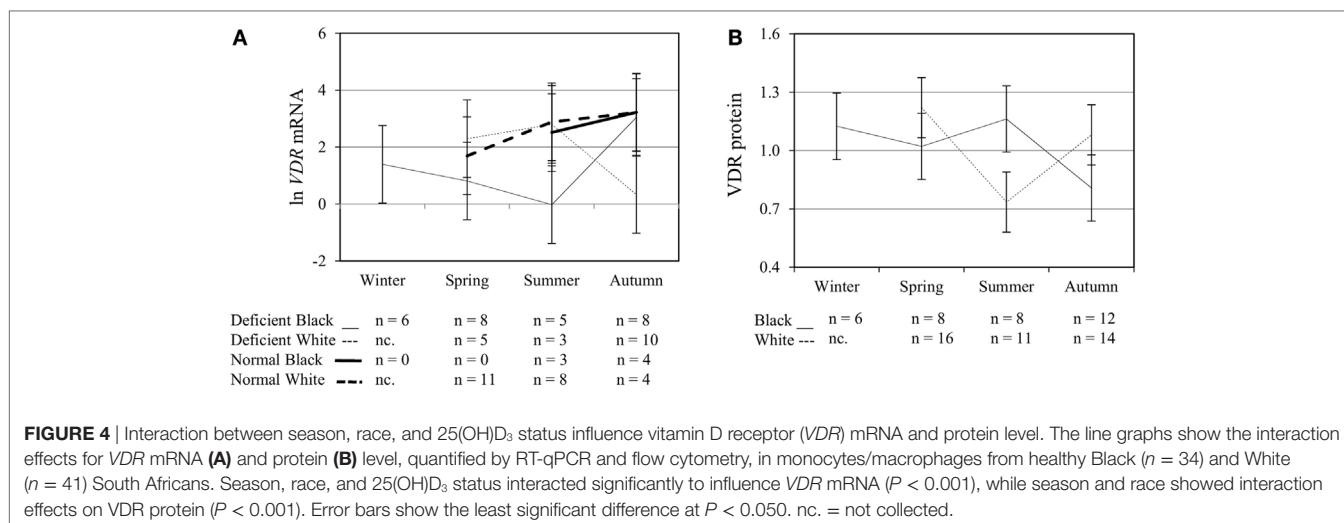 A
6
4
2
0
-2
ln VDR mRNA
Winter Spring Summer Autumn
Deficient Black __ n = 6 n = 8 n = 5 n = 8
Deficient White --- nc. n = 5 n = 3 n = 10
Normal Black n = 0 n = 0 n = 3 n = 4
Normal White nc. n = 11 n = 8 n = 4
B
1.6
1.3
1.0
0.7
0.4
VDR protein
Winter Spring Summer Autumn
Black __ n = 6 n = 8 n = 8 n = 12
White --- nc. n = 16 n = 11 n = 14
FIGURE 4 | Interaction between season, race, and 25(OH)D₃ status influence vitamin D receptor (VDR) mRNA and protein level. The line graphs show the interaction
effects for VDR mRNA (A) and protein (B) level, quantified by RT-qPCR and flow cytometry, in monocytes/macrophages from healthy Black (n = 34) and White
(n = 41) South Africans. Season, race, and 25(OH)D₃ status interacted significantly to influence VDR mRNA (P < 0.001), while season and race showed interaction
effects on VDR protein (P < 0.001). Error bars show the least significant difference at P < 0.050. nc. = not collected.